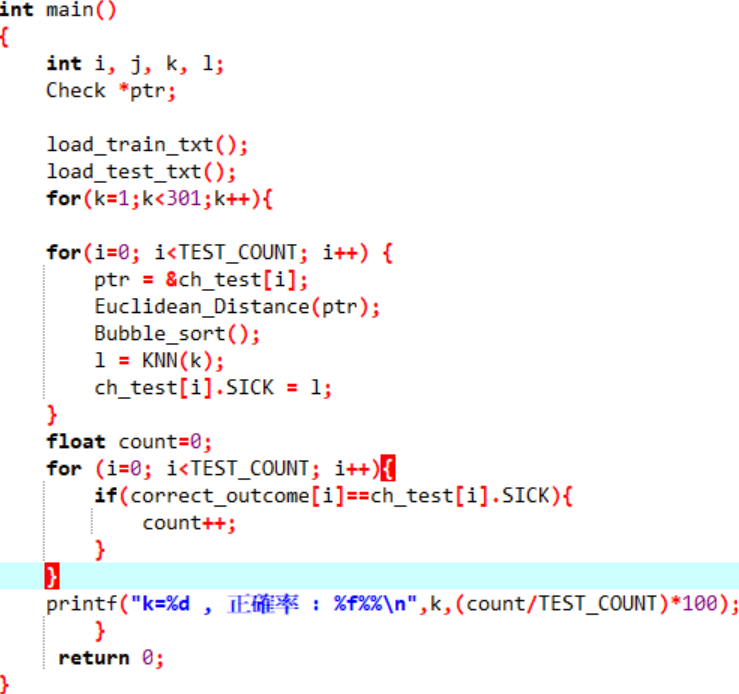 int main()
{
    int i, j, k, l;
    Check *ptr;

    load_train_txt();
    load_test_txt();
    for(k=1;k<301;k++){

    for(i=0; i<TEST_COUNT; i++) {
        ptr = &ch_test[i];
        Euclidean_Distance(ptr);
        Bubble_sort();
        l = KNN(k);
        ch_test[i].SICK = l;
    }
    float count=0;
    for (i=0; i<TEST_COUNT; i++){
        if(correct_outcome[i]==ch_test[i].SICK){
            count++;
        }
    }
    printf("k=%d , 正確率 : %f%%\n",k,(count/TEST_COUNT)*100);
        }
     return 0;
}